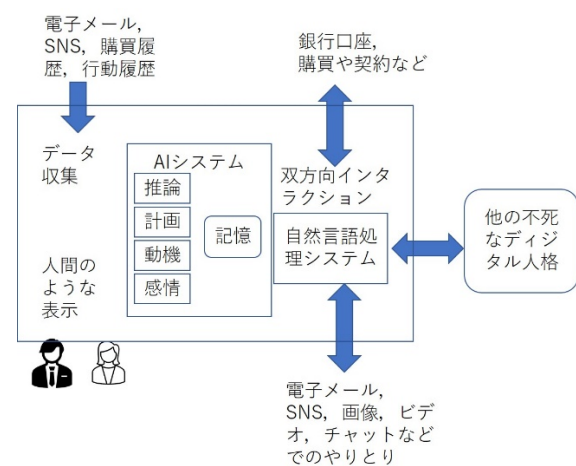 電子メール,
SNS, 購買履
歴, 行動履歴
銀行口座,
購買や契約など
データ
収集
AIシステム
推論
計画
動機
感情
記憶
双方向インタ
ラクション
自然言語処
理システム
他の不死
なディジ
タル人格
人間の
ような
表示
電子メール,
SNS, 画像, ビデ
オ, チャットなど
でのやりとり